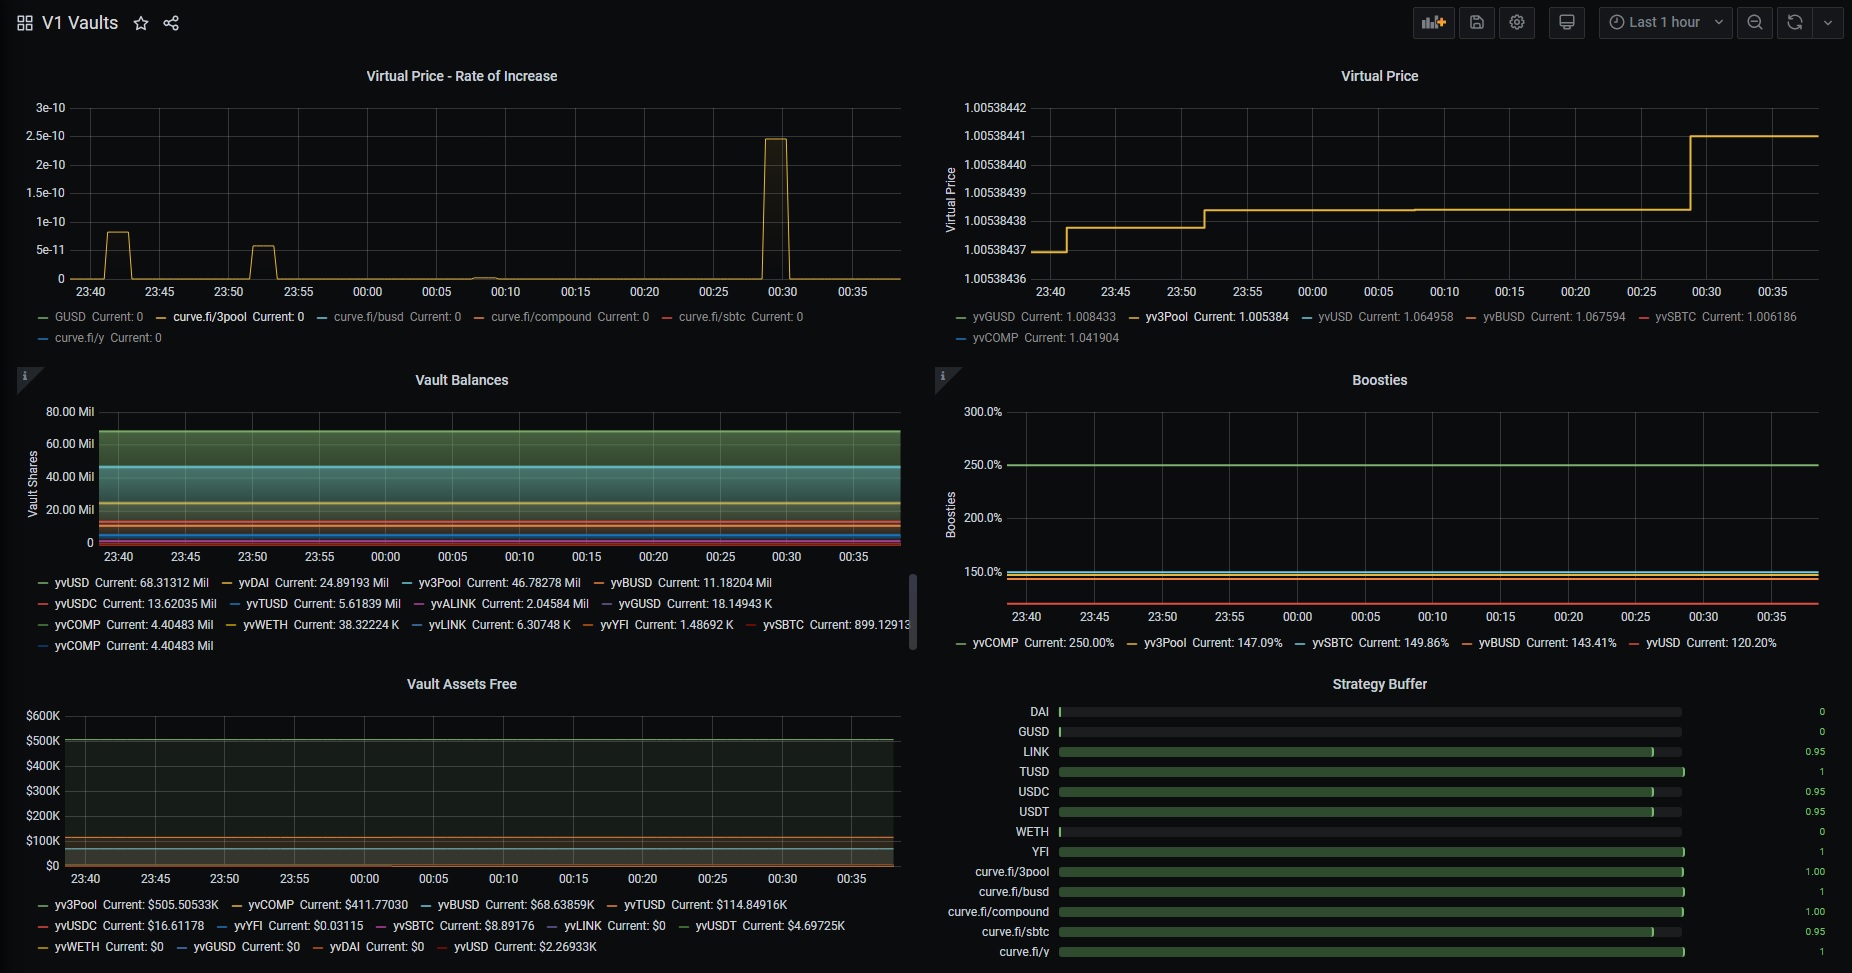 V1 Vaults
Last 1 hour
Virtual Price - Rate of Increase
3e-10
2.5e-10
2e-10
1.5e-10
1e-10
5e-11
0
23:40 23:45 23:50 23:55 00:00 00:05 00:10 00:15 00:20 00:25 00:30 00:35
GUSD Current: 0 curve.fi/3pool Current: 0 curve.fi/busd Current: 0 curve.fi/compound Current: 0 curve.fi/sbtc Current: 0
curve.fi/y Current: 0
Virtual Price
Virtual Price
1.00538442
1.00538441
1.00538440
1.00538439
1.00538438
1.00538437
1.00538436
23:40 23:45 23:50 23:55 00:00 00:05 00:10 00:15 00:20 00:25 00:30 00:35
yvGUSD Current: 1.008433 yv3Pool Current: 1.005384 yvUSD Current: 1.064958 yvBUSD Current: 1.067594 yvSBTC Current: 1.006186
yvCOMP Current: 1.041904
i
Vault Balances
Vault Shares
80.00 Mil
60.00 Mil
40.00 Mil
20.00 Mil
0
23:40 23:45 23:50 23:55 00:00 00:05 00:10 00:15 00:20 00:25 00:30 00:35
yvUSD Current: 68.31312 Mil yvDAI Current: 24.89193 Mil yv3Pool Current: 46.78278 Mil yvBUSD Current: 11.18204 Mil
yvUSDC Current: 13.62035 Mil yvTUSD Current: 5.61839 Mil yvALINK Current: 2.04584 Mil yvGUSD Current: 18.14943 K
yvCOMP Current: 4.40483 Mil yvWETH Current: 38.32224 K yvLINK Current: 6.30748 K yvYFI Current: 1.48692 K yvSBTC Current: 899.12913
yvCOMP Current: 4.40483 Mil
i
Boosties
Boosties
300.0%
250.0%
200.0%
150.0%
23:40 23:45 23:50 23:55 00:00 00:05 00:10 00:15 00:20 00:25 00:30 00:35
yvCOMP Current: 250.00% yv3Pool Current: 147.09% yvSBTC Current: 149.86% yvBUSD Current: 143.41% yvUSD Current: 120.20%
Vault Assets Free
$600K
$500K
$400K
$300K
$200K
$100K
$0
23:40 23:45 23:50 23:55 00:00 00:05 00:10 00:15 00:20 00:25 00:30 00:35
yv3Pool Current: $505.50533K yvCOMP Current: $411.77030 yvBUSD Current: $68.63859K yvTUSD Current: $114.84916K
yvUSDC Current: $16.61178 yvYFI Current: $0.03115 yvSBTC Current: $8.89176 yvLINK Current: $0 yvUSDT Current: $4.69725K
yvWETH Current: $0 yvGUSD Current: $0 yvDAI Current: $0 yvUSD Current: $2.26933K
Strategy Buffer
DAI 0
GUSD 0
LINK 0.95
TUSD 1
USDC 0.95
USDT 0.95
WETH 0
YFI 1
curve.fi/3pool 1.00
curve.fi/busd 1
curve.fi/compound 1.00
curve.fi/sbtc 0.95
curve.fi/y 1